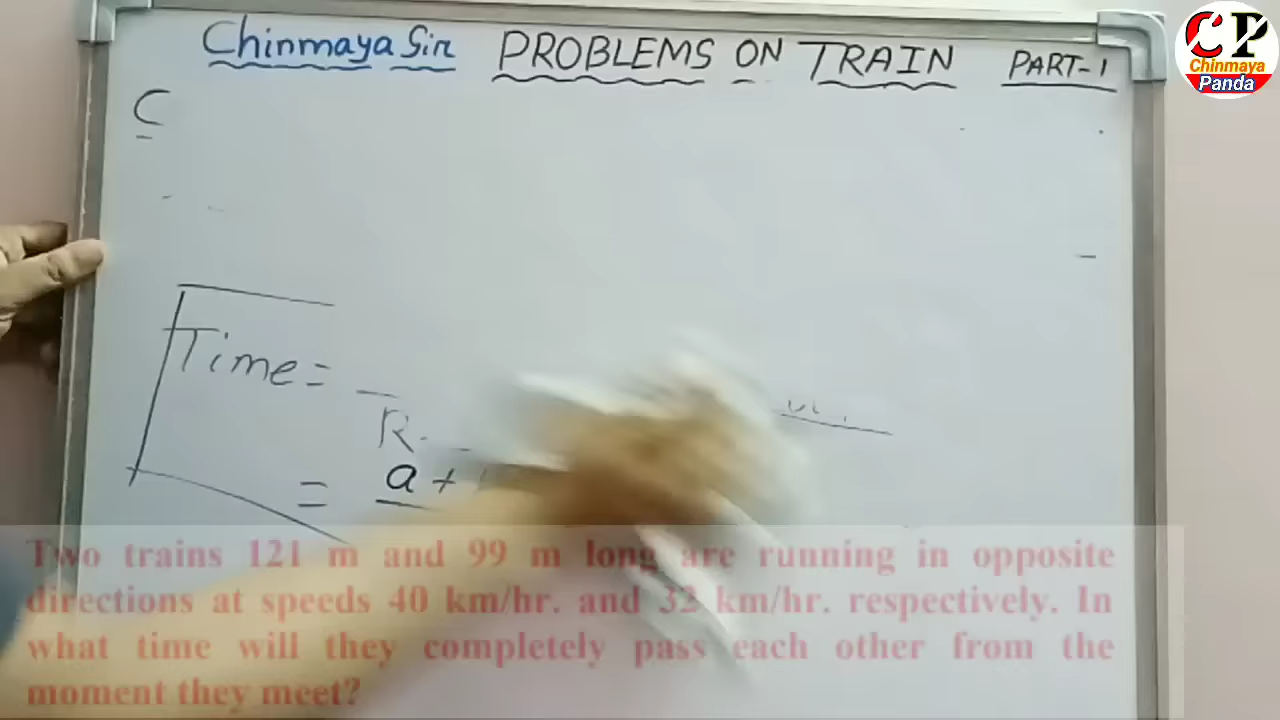 Chinmaya Sir PROBLEMS ON TRAIN PART-1
CP
Chinmaya
Panda
C
Time =
R.
= a +
Two trains 121 m and 99 m long are running in opposite
directions at speeds 40 km/hr. and 32 km/hr. respectively. In
what time will they completely pass each other from the
moment they meet?